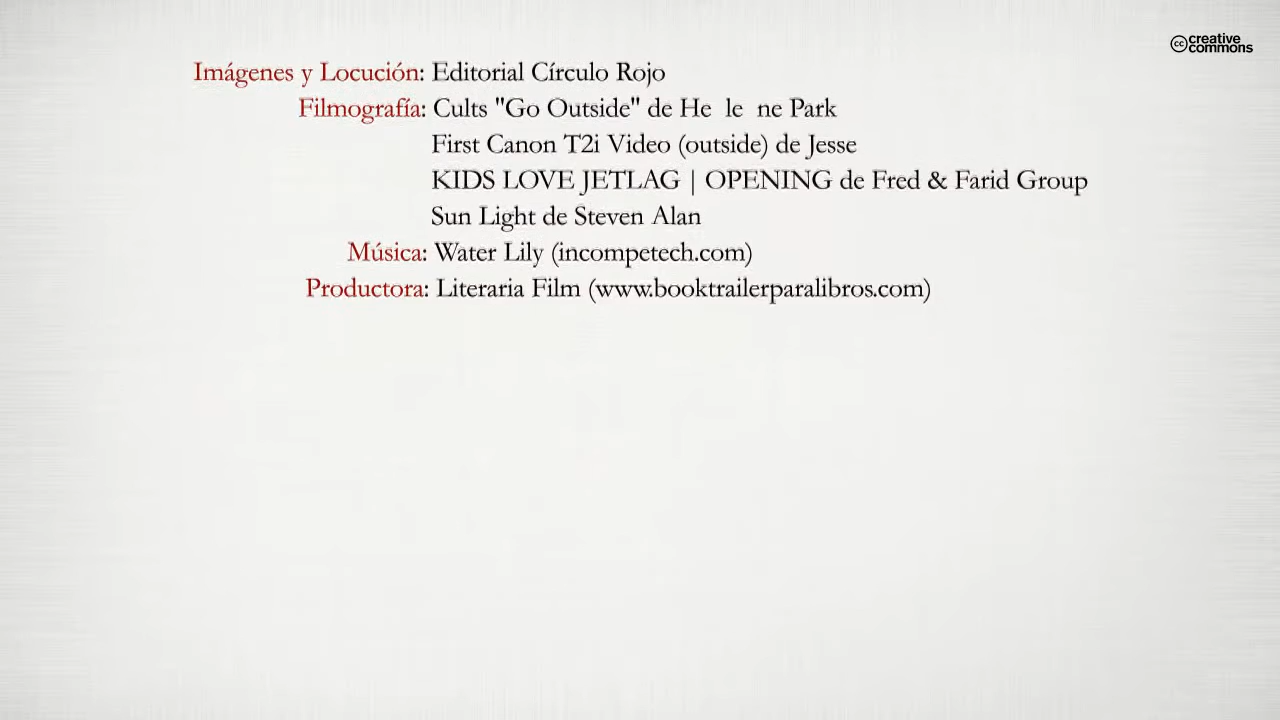 cc creative
commons
Imágenes y Locución: Editorial Círculo Rojo
Filmografía: Cults "Go Outside" de He le ne Park
First Canon T2i Video (outside) de Jesse
KIDS LOVE JETLAG | OPENING de Fred & Farid Group
Sun Light de Steven Alan
Música: Water Lily (incompetech.com)
Productora: Literaria Film (www.booktrailerparalibros.com)